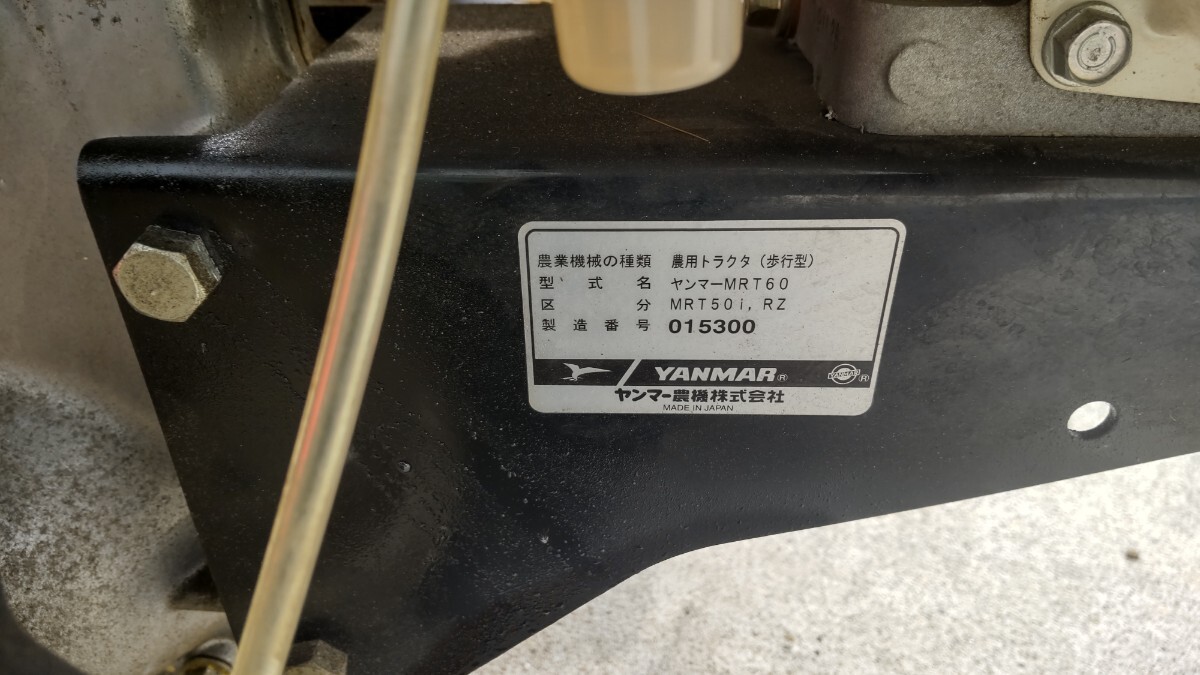 農業機械の種類 農用トラクタ(歩行型)
型式名 ヤンマーMRT60
区分 MRT50i, RZ
製造番号 015300
YANMAR® YANMAR ®
ヤンマー農機株式会社
MADE IN JAPAN